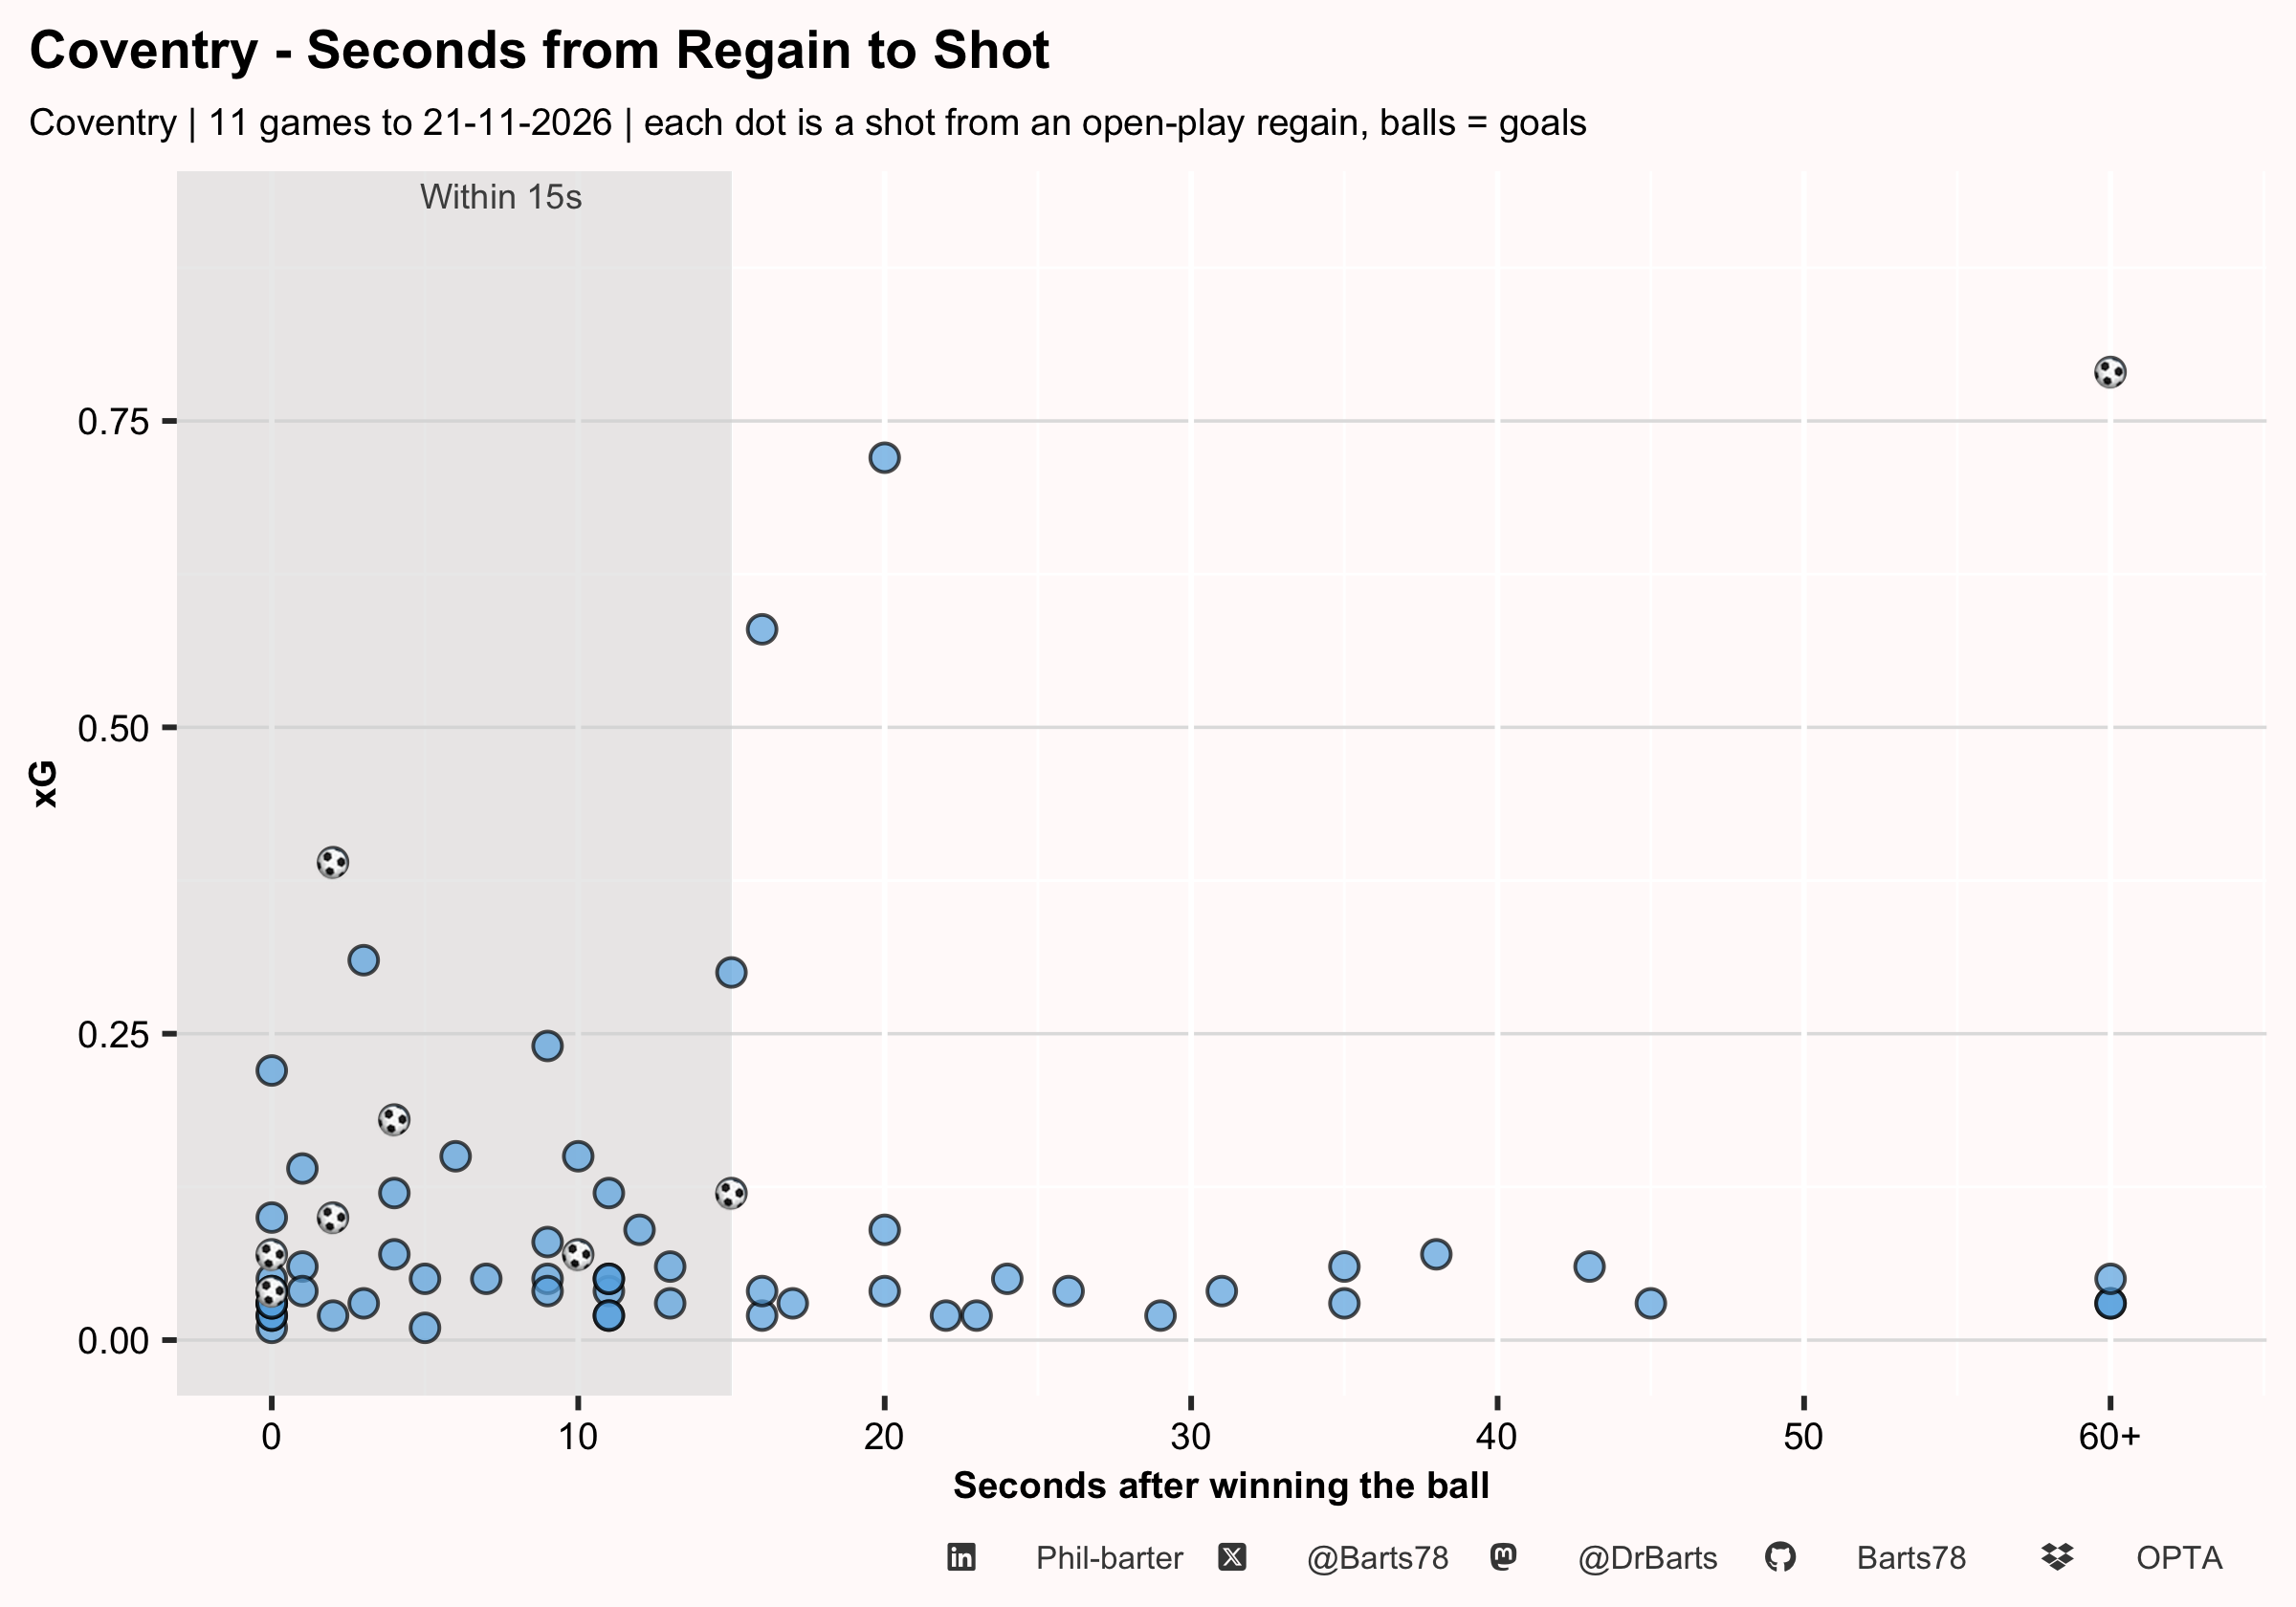 Coventry - Seconds from Regain to Shot
Coventry | 11 games to 21-11-2026 | each dot is a shot from an open-play regain, balls = goals
Within 15s
0.75
0.50
0.25
0.00
xG
0 10 20 30 40 50 60+
Seconds after winning the ball
Phil-barter @Barts78 @DrBarts Barts78 OPTA